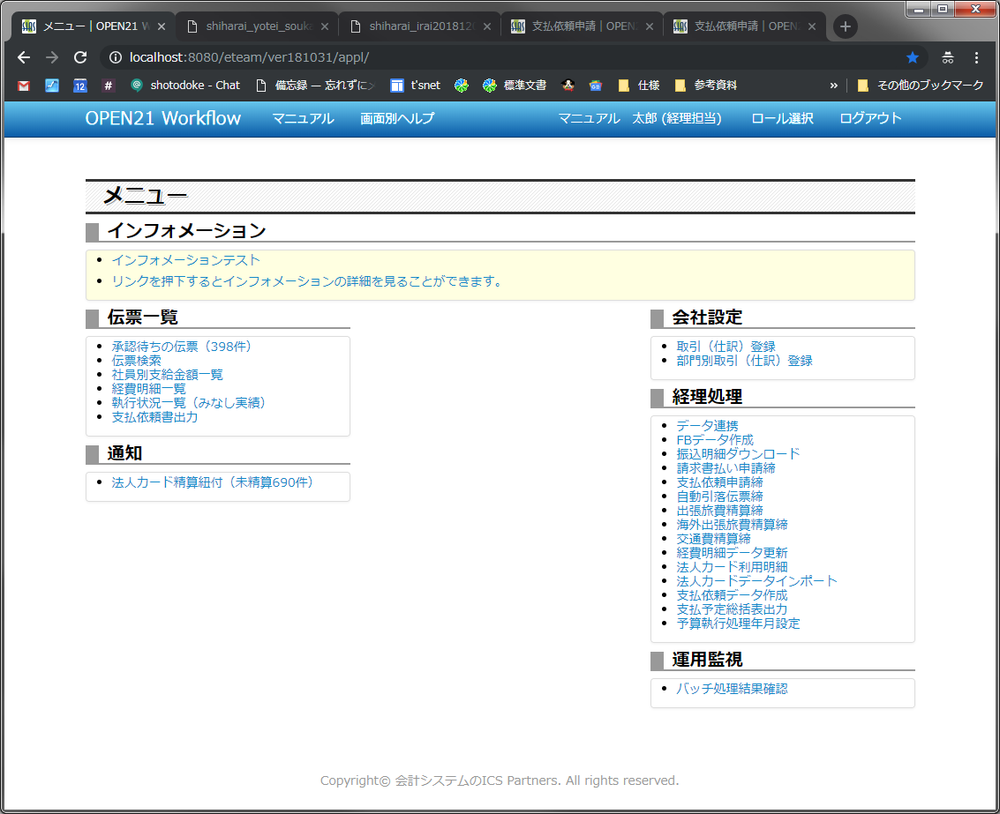 メニュー | OPEN21 W
shiharai_yotei_souka
shiharai_irai2018120
支払依頼申請 | OPEN
支払依頼申請 | OPEN
localhost:8080/eteam/ver181031/appl/
12
#
shotodoke - Chat
備忘録 — 忘れずに
t'snet
標準文書
仕様
参考資料
»
その他のブックマーク
OPEN21 Workflow
マニュアル
画面別ヘルプ
マニュアル 太郎 (経理担当)
ロール選択
ログアウト
メニュー
インフォメーション
インフォメーションテスト
リンクを押下するとインフォメーションの詳細を見ることができます。
伝票一覧
承認待ちの伝票（398件）
伝票検索
社員別支給金額一覧
経費明細一覧
執行状況一覧（みなし実績）
支払依頼書出力
通知
法人カード精算紐付（未精算690件）
会社設定
取引（仕訳）登録
部門別取引（仕訳）登録
経理処理
データ連携
FBデータ作成
振込明細ダウンロード
請求書払い申請締
支払依頼申請締
自動引落伝票締
出張旅費精算締
海外出張旅費精算締
交通費精算締
経費明細データ更新
法人カード利用明細
法人カードデータインポート
支払依頼データ作成
支払予定総括表出力
予算執行処理年月設定
運用監視
バッチ処理結果確認
Copyright© 会計システムのICS Partners. All rights reserved.